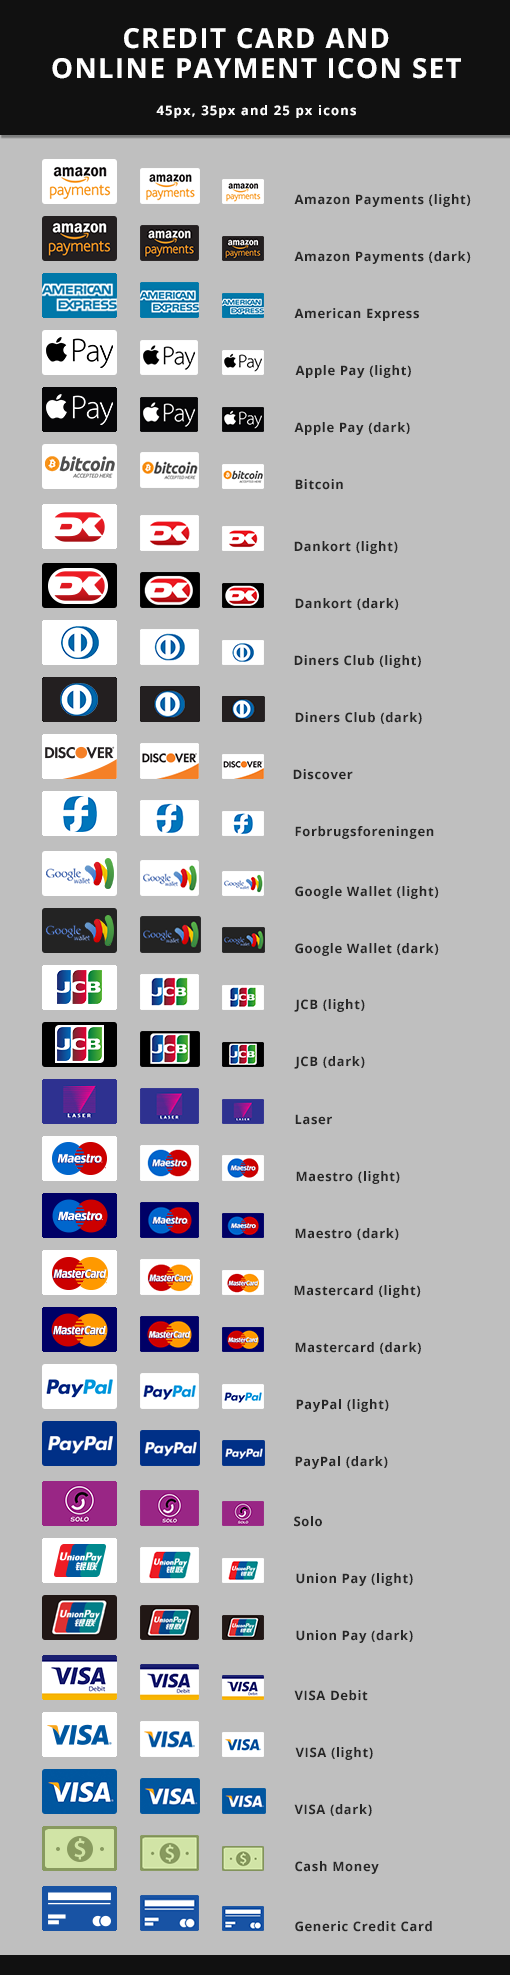 CREDIT CARD AND
ONLINE PAYMENT ICON SET
45px, 35px and 25 px icons
amazon payments amazon payments amazon payments Amazon Payments (light)
amazon payments amazon payments amazon payments Amazon Payments (dark)
AMERICAN EXPRESS AMERICAN EXPRESS AMERICAN EXPRESS American Express
Pay Pay Pay Apple Pay (light)
Pay Pay Pay Apple Pay (dark)
bitcoin ACCEPTED HERE bitcoin ACCEPTED HERE bitcoin ACCEPTED HERE Bitcoin
DK DK DK Dankort (light)
DK DK DK Dankort (dark)
Diners Club (light)
Diners Club (dark)
DISCOVER DISCOVER DISCOVER Discover
Forbrugsforeningen
Google wallet Google wallet Google wallet Google Wallet (light)
Google wallet Google wallet Google wallet Google Wallet (dark)
JCB JCB JCB JCB (light)
JCB JCB JCB JCB (dark)
LASER LASER LASER Laser
Maestro Maestro Maestro Maestro (light)
Maestro Maestro Maestro Maestro (dark)
MasterCard MasterCard MasterCard Mastercard (light)
MasterCard MasterCard MasterCard Mastercard (dark)
PayPal PayPal PayPal PayPal (light)
PayPal PayPal PayPal PayPal (dark)
SOLO SOLO SOLO Solo
UnionPay 银联 UnionPay 银联 UnionPay 银联 Union Pay (light)
UnionPay 银联 UnionPay 银联 UnionPay 银联 Union Pay (dark)
VISA Debit VISA Debit VISA Debit VISA Debit
VISA VISA VISA VISA (light)
VISA VISA VISA VISA (dark)
$ $ $ Cash Money
Generic Credit Card